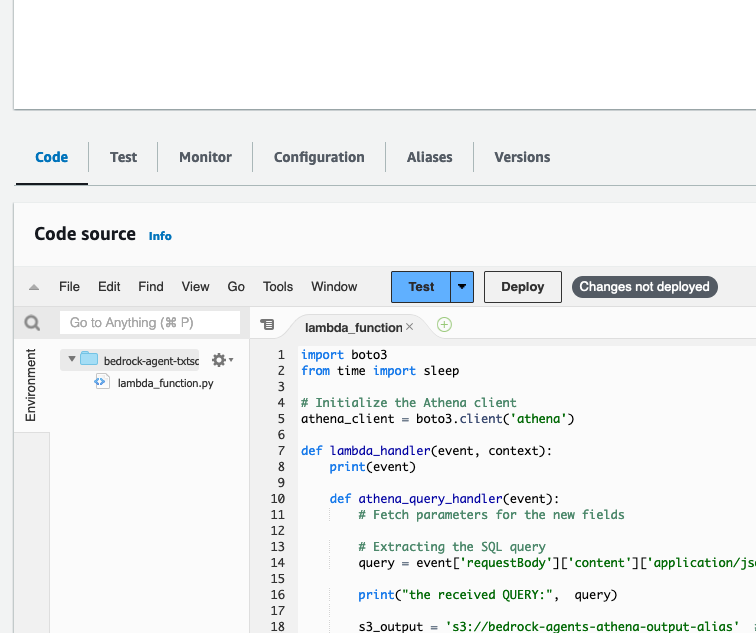 Code Test Monitor Configuration Aliases Versions
Code source Info
File Edit Find View Go Tools Window Test Deploy Changes not deployed
Go to Anything (⌘ P)
lambda_function
Environment
bedrock-agent-txtsc
lambda_function.py
1 import boto3
2 from time import sleep
3
4 # Initialize the Athena client
5 athena_client = boto3.client('athena')
6
7 def lambda_handler(event, context):
8     print(event)
9
10     def athena_query_handler(event):
11         # Fetch parameters for the new fields
12
13         # Extracting the SQL query
14         query = event['requestBody']['content']['application/jso
15
16         print("the received QUERY:",  query)
17
18         s3_output = 's3://bedrock-agents-athena-output-alias'